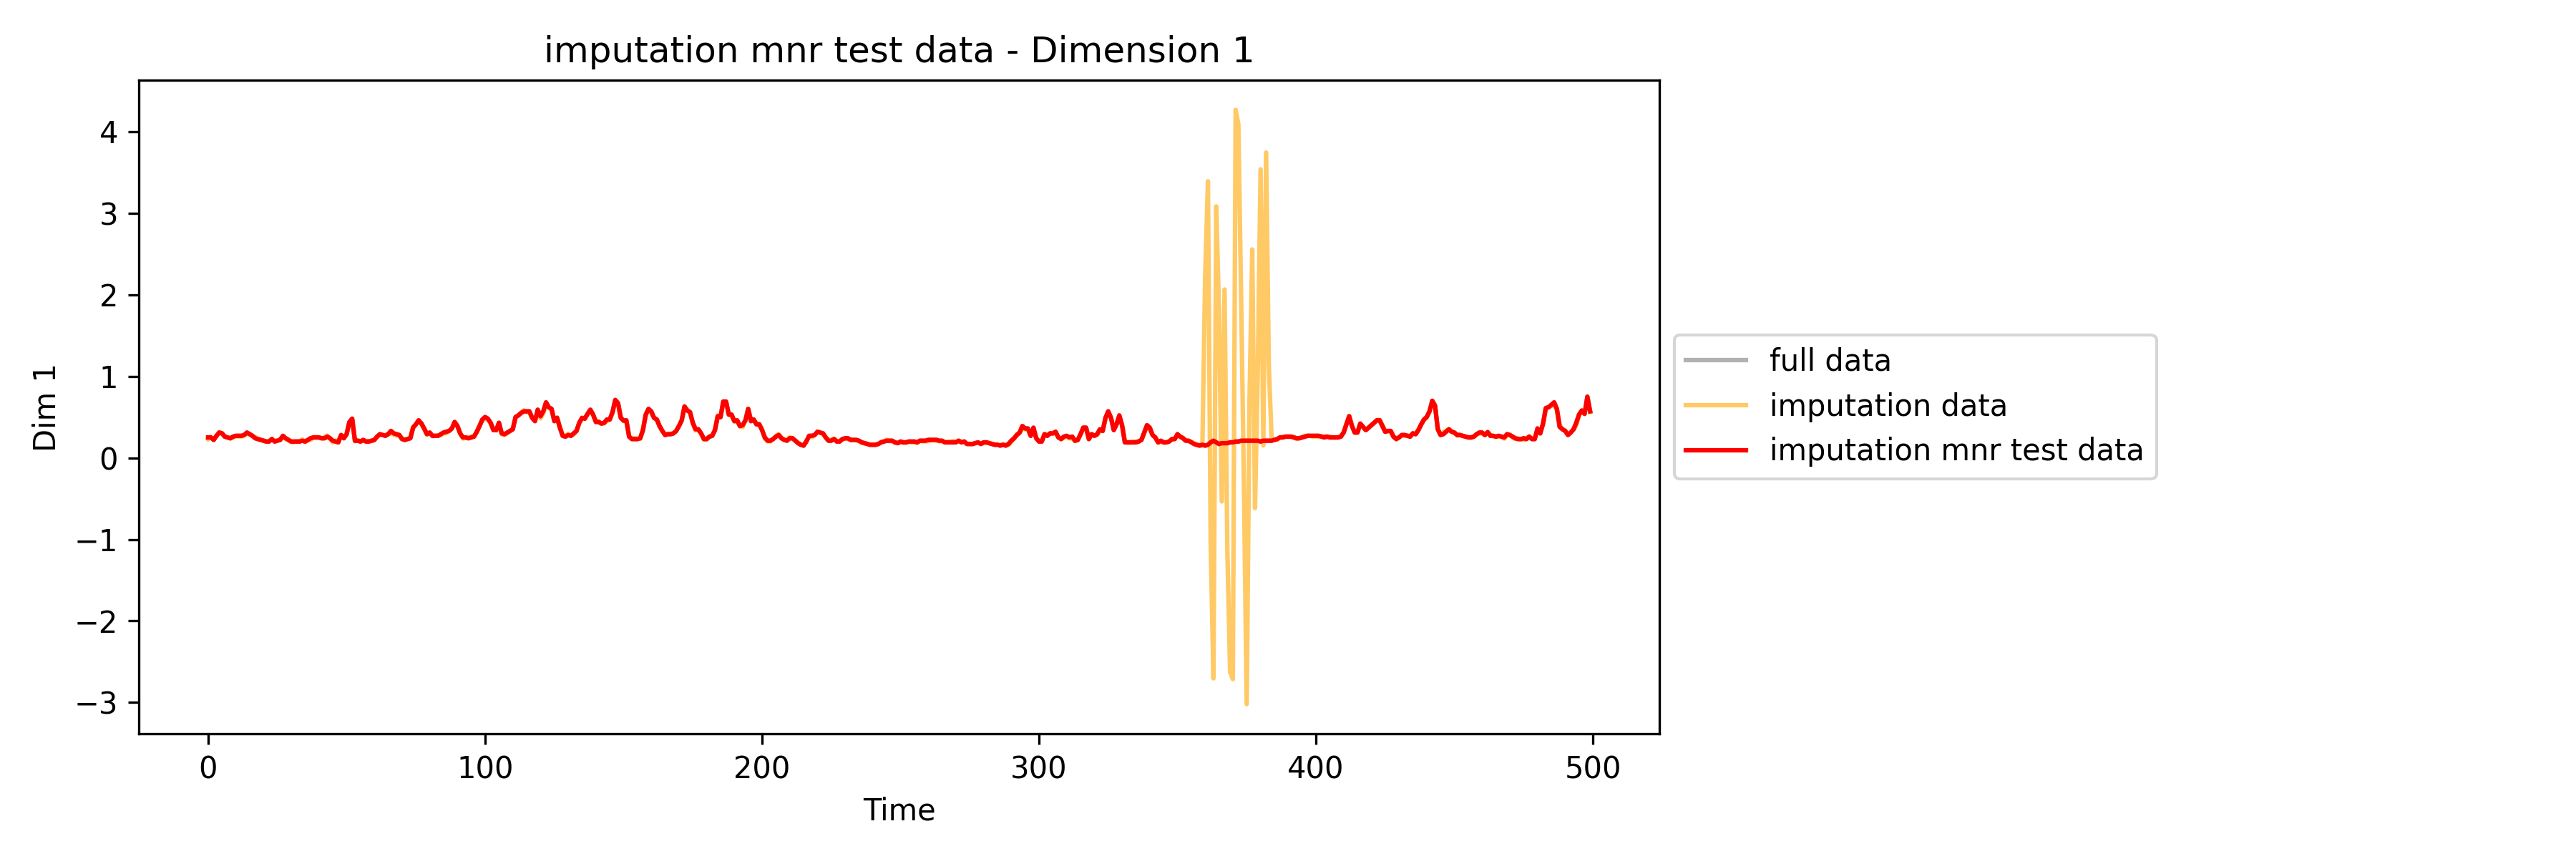 imputation mnr test data - Dimension 1
4
3
2
1
0
−1
−2
−3
Dim 1
0 100 200 300 400 500
Time
full data
imputation data
imputation mnr test data